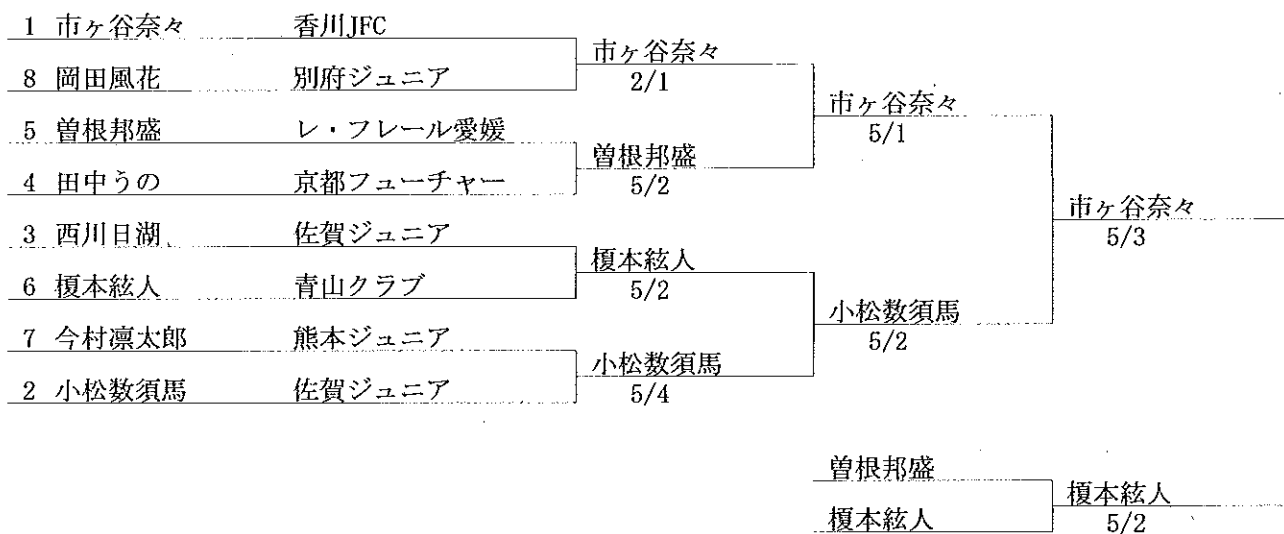 1 市ヶ谷奈々 香川JFC
8 岡田風花 別府ジュニア
5 曽根邦盛 レ・フレール愛媛
4 田中うの 京都フューチャー
3 西川日湖 佐賀ジュニア
6 榎本絃人 青山クラブ
7 今村凛太郎 熊本ジュニア
2 小松数須馬 佐賀ジュニア
市ヶ谷奈々
2/1
曽根邦盛
5/2
榎本絃人
5/2
小松数須馬
5/4
市ヶ谷奈々
5/1
小松数須馬
5/2
市ヶ谷奈々
5/3
曽根邦盛
榎本絃人
榎本絃人
5/2